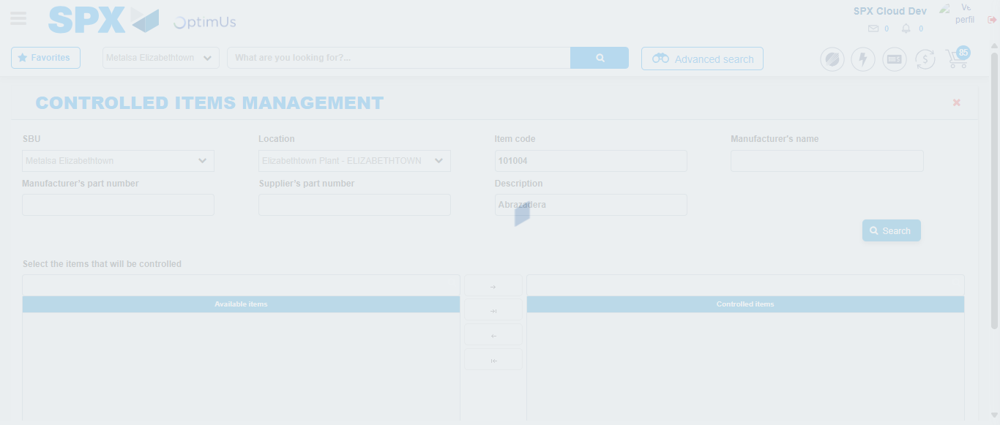 SPX OptimUs
SPX Cloud Dev
Ve
perfil
0 0
Favorites
Metalsa Elizabethtown
What are you looking for?...
Advanced search
85
CONTROLLED ITEMS MANAGEMENT
SBU Location Item code Manufacturer's name
Metalsa Elizabethtown Elizabethtown Plant - ELIZABETHTOWN 101004
Manufacturer's part number Supplier's part number Description
Abrazadera
Search
Select the items that will be controlled
Available items Controlled items